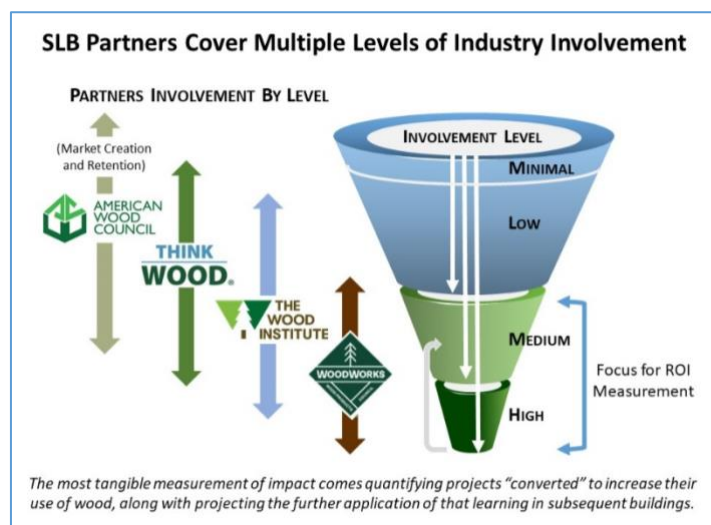 SLB Partners Cover Multiple Levels of Industry Involvement
PARTNERS INVOLVEMENT BY LEVEL
(Market Creation
and Retention)
AMERICAN
WOOD
COUNCIL
THINK
WOOD®
THE
WOOD
INSTITUTE
WOODWORKS
INVOLVEMENT LEVEL
MINIMAL
LOW
MEDIUM
HIGH
Focus for ROI
Measurement
The most tangible measurement of impact comes quantifying projects “converted” to increase their
use of wood, along with projecting the further application of that learning in subsequent buildings.